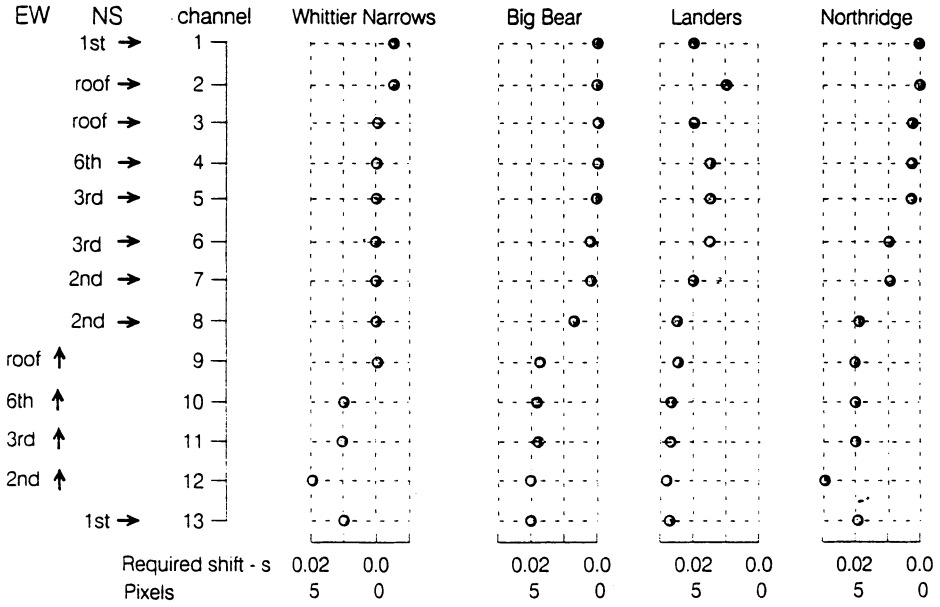 EW NS channel Whittier Narrows Big Bear Landers Northridge
1st → 1
roof → 2
roof → 3
6th → 4
3rd → 5
3rd → 6
2nd → 7
2nd → 8
roof ↑ 9
6th ↑ 10
3rd ↑ 11
2nd ↑ 12
1st → 13
Required shift - s 0.02 0.0 0.02 0.0 0.02 0.0 0.02 0.0
Pixels 5 0 5 0 5 0 5 0